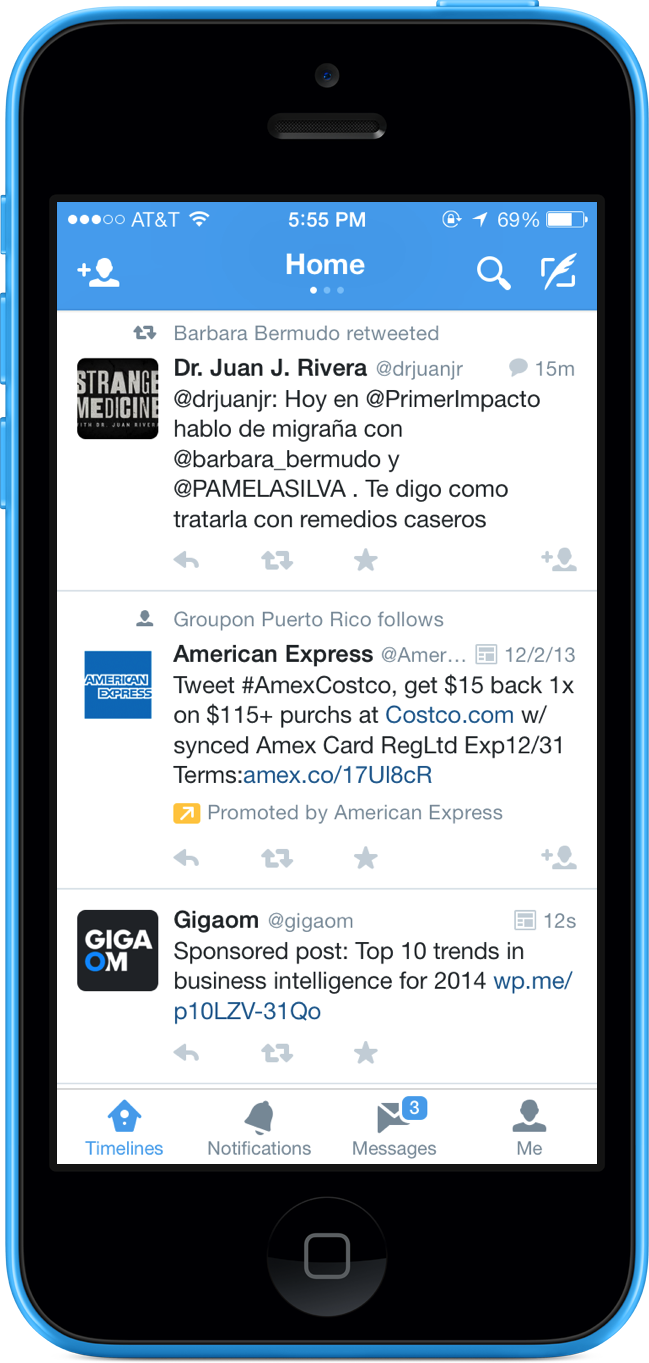 AT&T 5:55 PM 69%
Home
Barbara Bermudo retweeted
STRANGE
MEDICINE
WITH DR. JUAN RIVERA
Dr. Juan J. Rivera @drjuanjr 15m
@drjuanjr: Hoy en @PrimerImpacto
hablo de migraña con
@barbara_bermudo y
@PAMELASILVA . Te digo como
tratarla con remedios caseros
Groupon Puerto Rico follows
AMERICAN
EXPRESS
American Express @Amer... 12/2/13
Tweet #AmexCostco, get $15 back 1x
on $115+ purchs at Costco.com w/
synced Amex Card RegLtd Exp12/31
Terms:amex.co/17Ul8cR
Promoted by American Express
GIGA
OM
Gigaom @gigaom 12s
Sponsored post: Top 10 trends in
business intelligence for 2014 wp.me/
p10LZV-31Qo
3
Timelines Notifications Messages Me